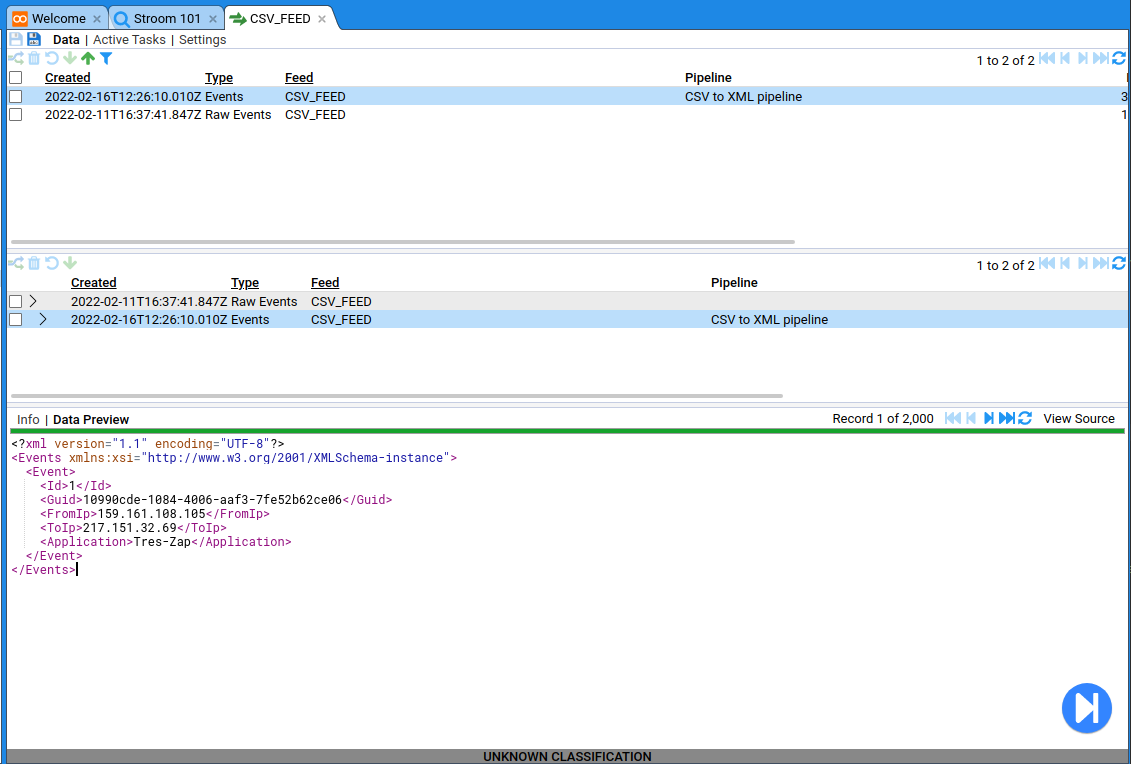 Welcome × Stroom 101 × CSV_FEED ×
Data | Active Tasks | Settings
1 to 2 of 2
Created Type Feed Pipeline
2022-02-16T12:26:10.010Z Events CSV_FEED CSV to XML pipeline 3
2022-02-11T16:37:41.847Z Raw Events CSV_FEED 1
1 to 2 of 2
Created Type Feed Pipeline
2022-02-11T16:37:41.847Z Raw Events CSV_FEED
2022-02-16T12:26:10.010Z Events CSV_FEED CSV to XML pipeline
Info | Data Preview Record 1 of 2,000 View Source
<?xml version="1.1" encoding="UTF-8"?>
<Events xmlns:xsi="http://www.w3.org/2001/XMLSchema-instance">
<Event>
<Id>1</Id>
<Guid>10990cde-1084-4006-aaf3-7fe52b62ce06</Guid>
<FromIp>159.161.108.105</FromIp>
<ToIp>217.151.32.69</ToIp>
<Application>Tres-Zap</Application>
</Event>
</Events>
UNKNOWN CLASSIFICATION